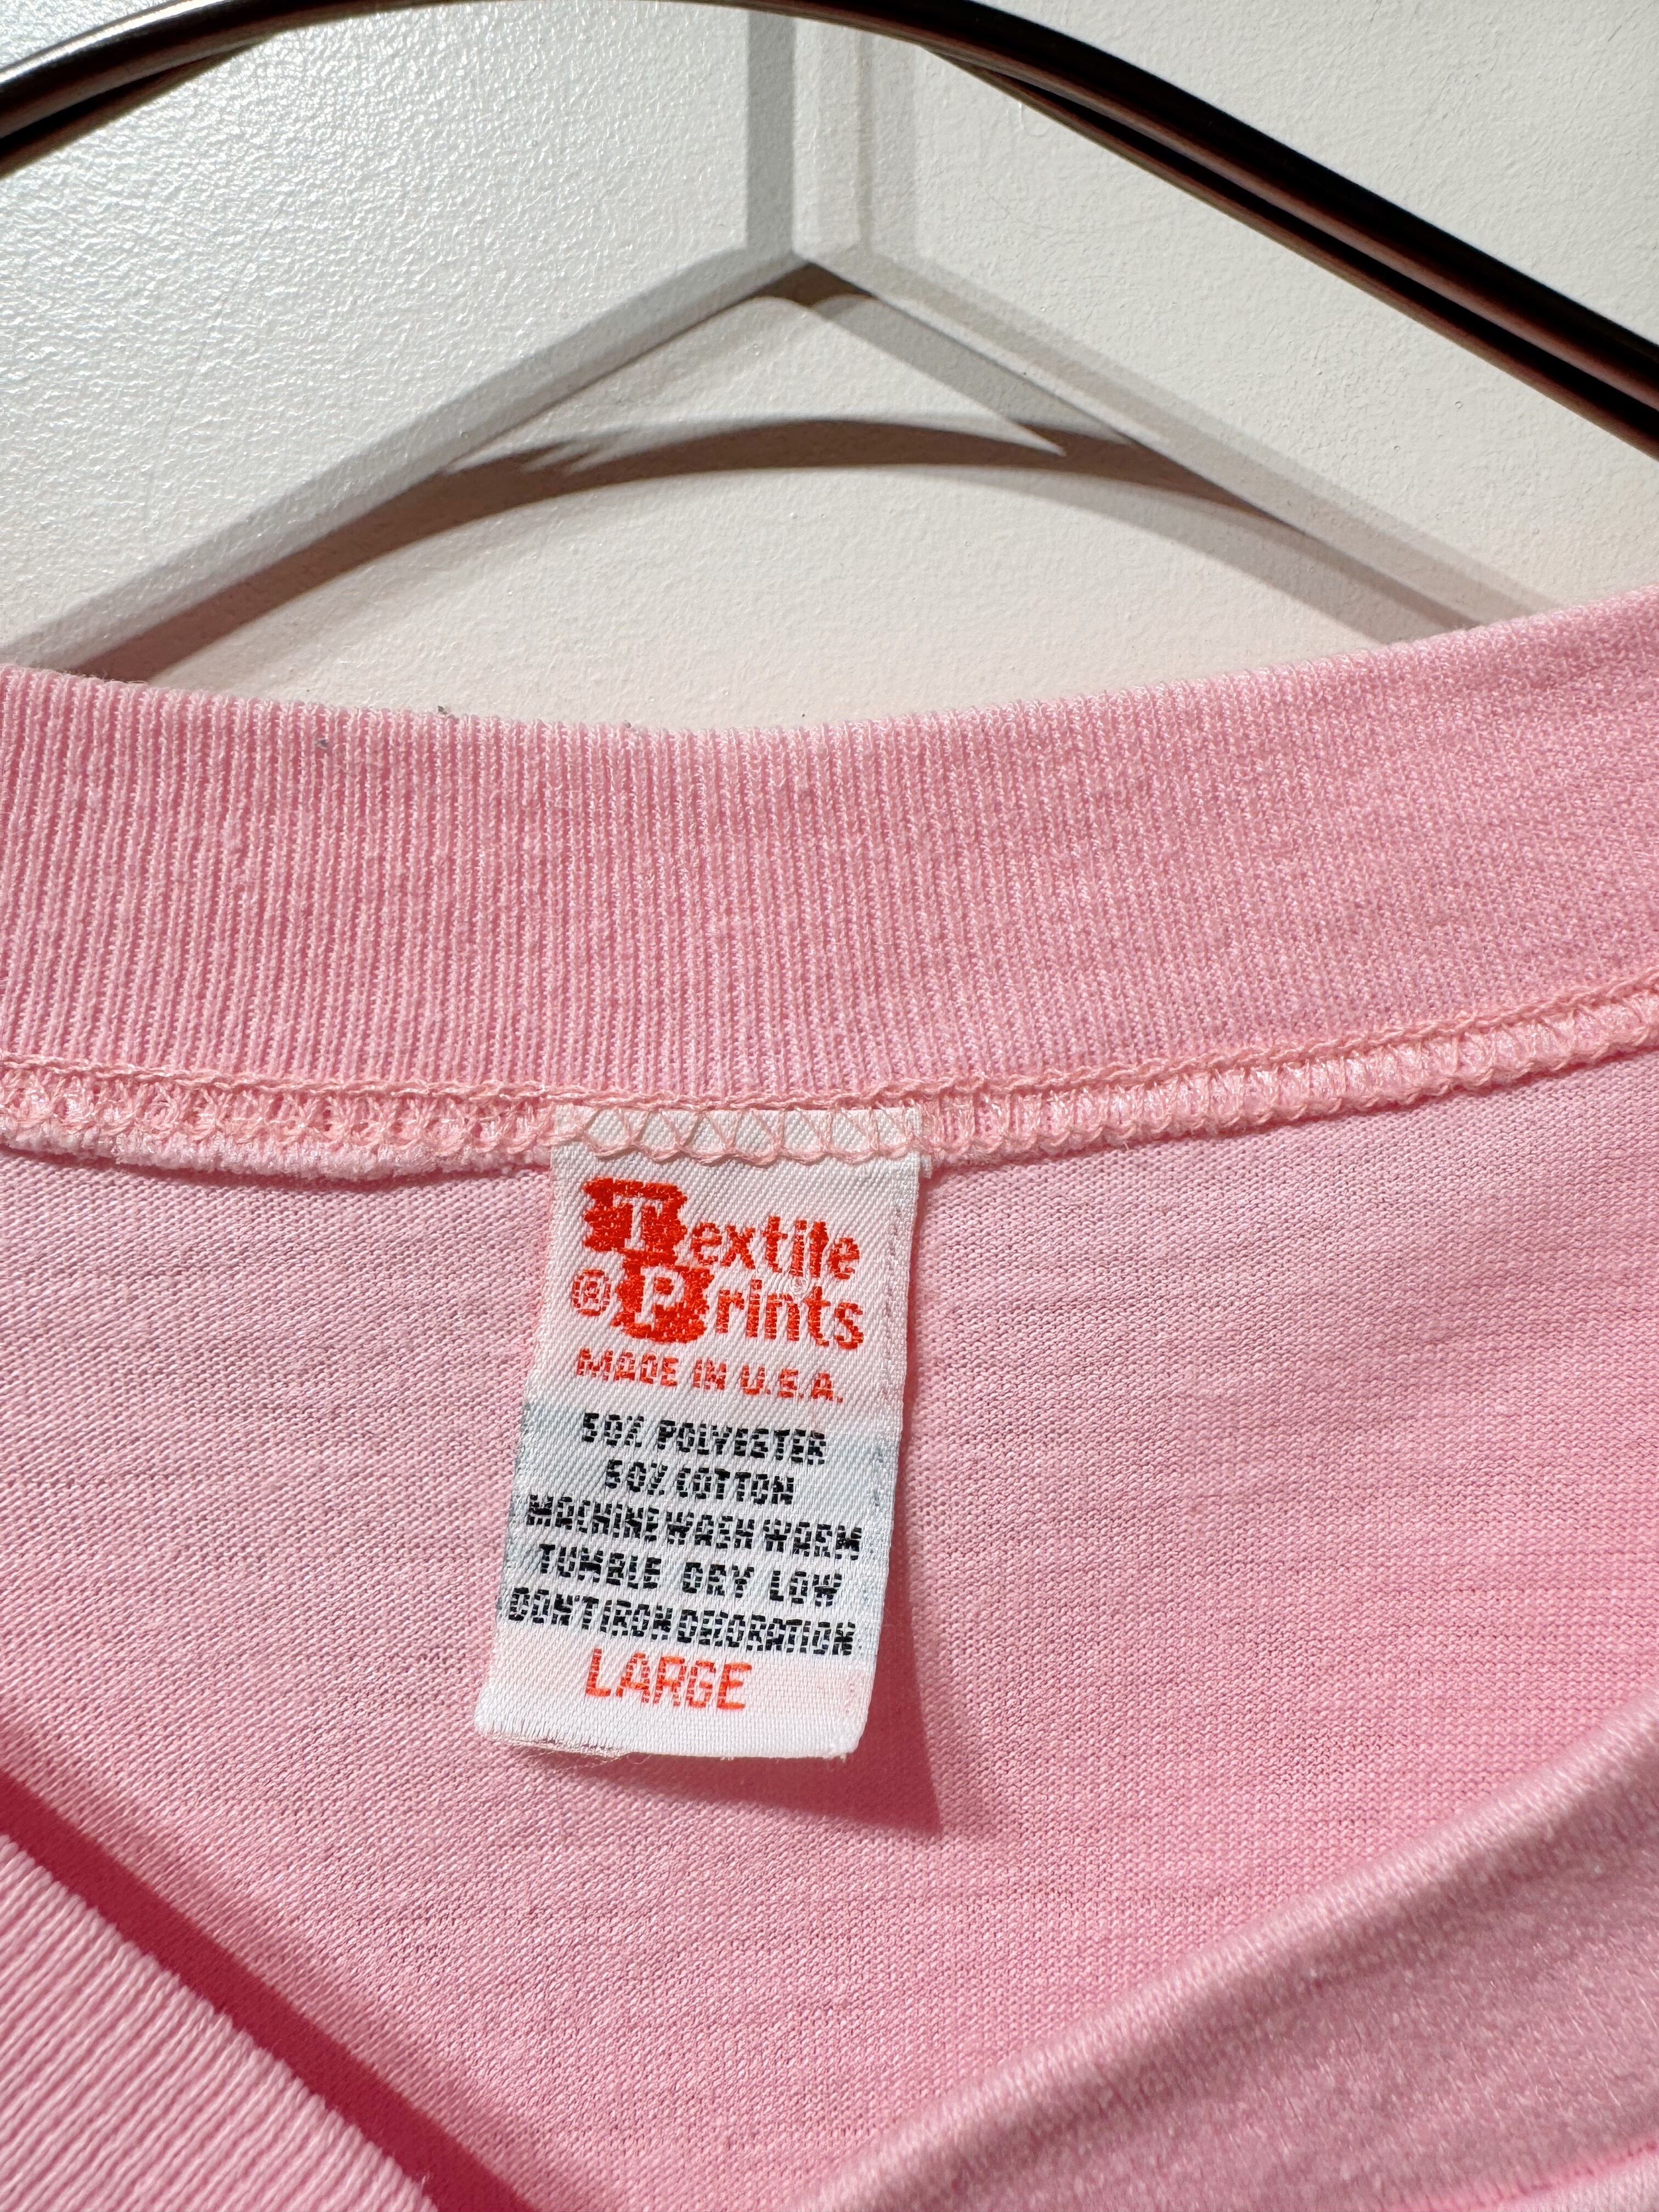 Textile
® Prints
MADE IN U.S.A.
50% POLYESTER
50% COTTON
MACHINE WASH WARM
TUMBLE DRY LOW
DON'T IRON DECORATION
LARGE